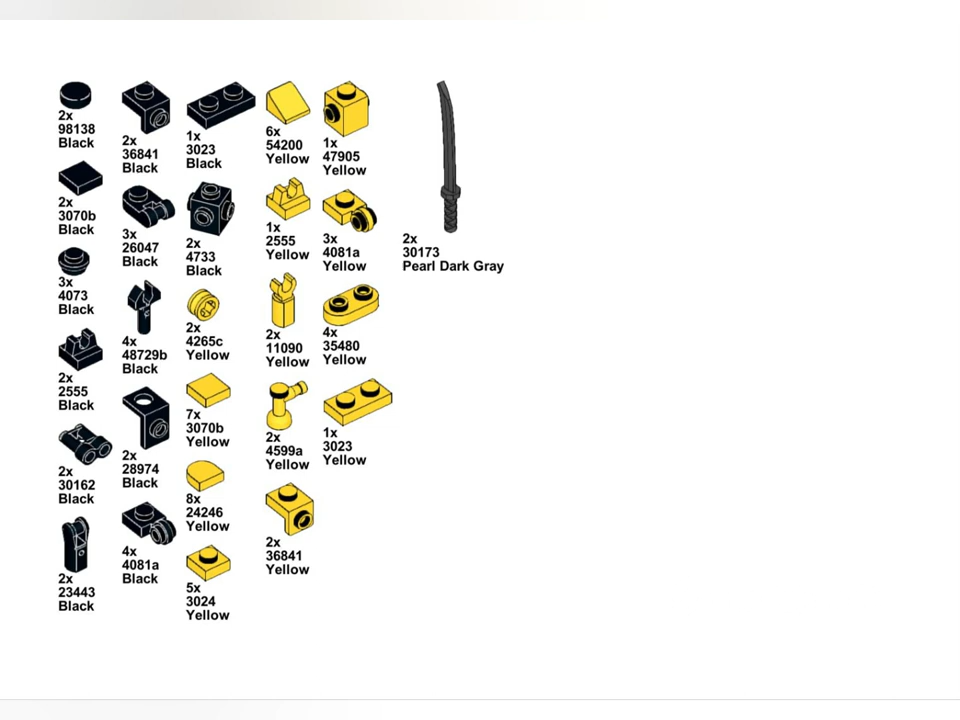 2x
98138
Black
2x
3070b
Black
3x
4073
Black
2x
2555
Black
2x
30162
Black
2x
23443
Black
2x
36841
Black
3x
26047
Black
4x
48729b
Black
2x
28974
Black
4x
4081a
Black
1x
3023
Black
2x
4733
Black
2x
4265c
Yellow
7x
3070b
Yellow
8x
24246
Yellow
5x
3024
Yellow
6x
54200
Yellow
1x
2555
Yellow
2x
11090
Yellow
2x
4599a
Yellow
2x
36841
Yellow
1x
47905
Yellow
3x
4081a
Yellow
4x
35480
Yellow
1x
3023
Yellow
2x
30173
Pearl Dark Gray